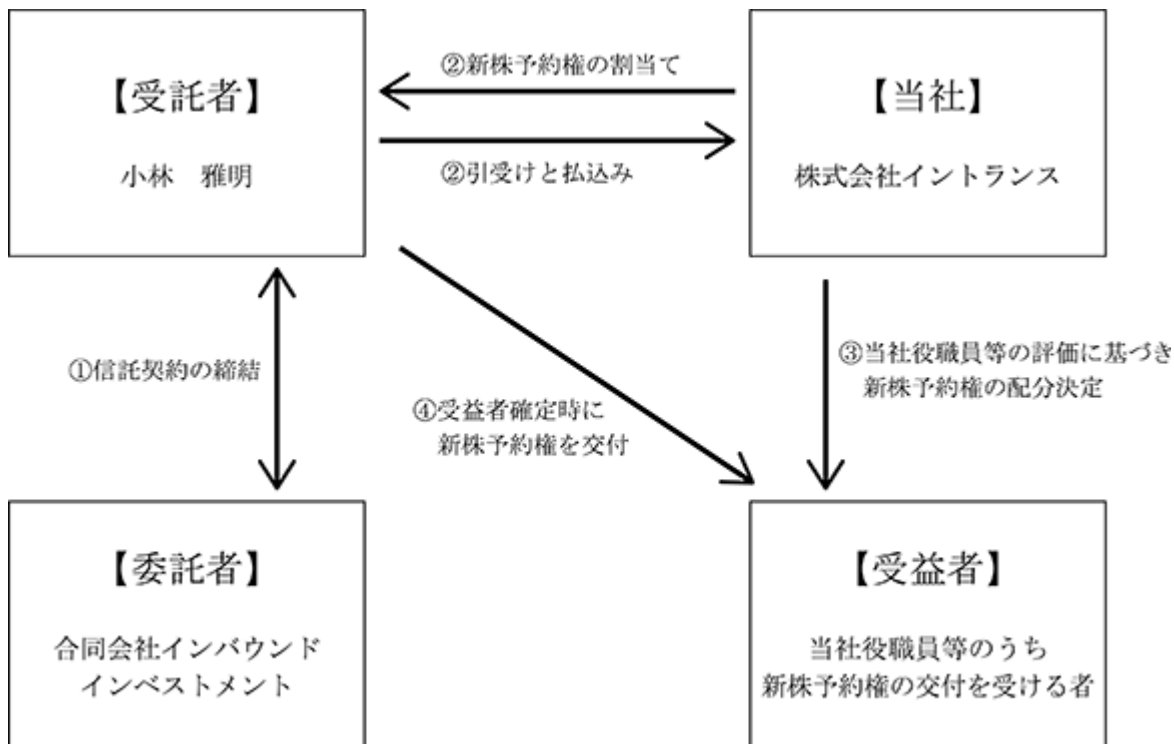 【受託者】
小林　雅明
②新株予約権の割当て
②引受けと払込み
【当社】
株式会社イントランス
①信託契約の締結
④受益者確定時に
新株予約権を交付
③当社役職員等の評価に基づき
新株予約権の配分決定
【委託者】
合同会社インバウンド
インベストメント
【受益者】
当社役職員等のうち
新株予約権の交付を受ける者